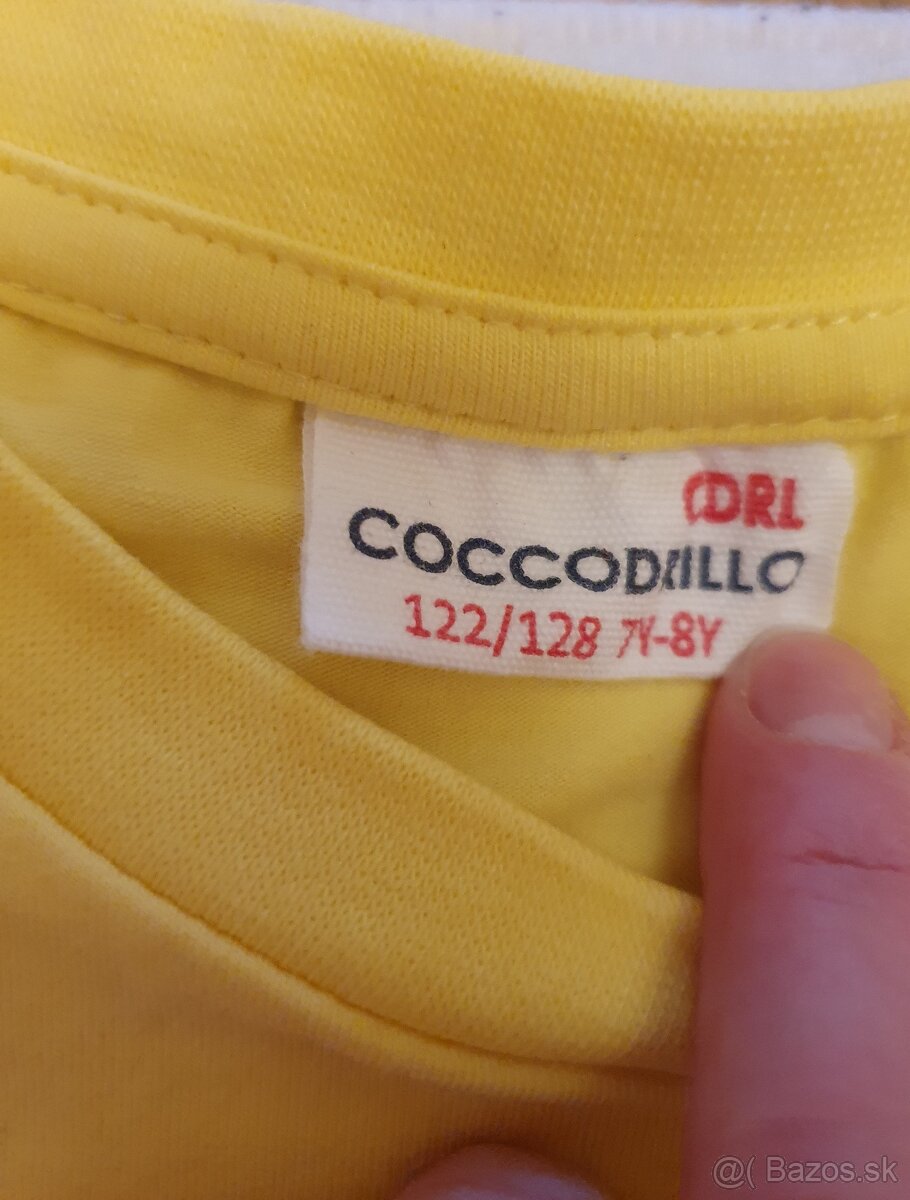 CDRL
COCCODRILLO
122/128 7Y-8Y
@( Bazos.sk